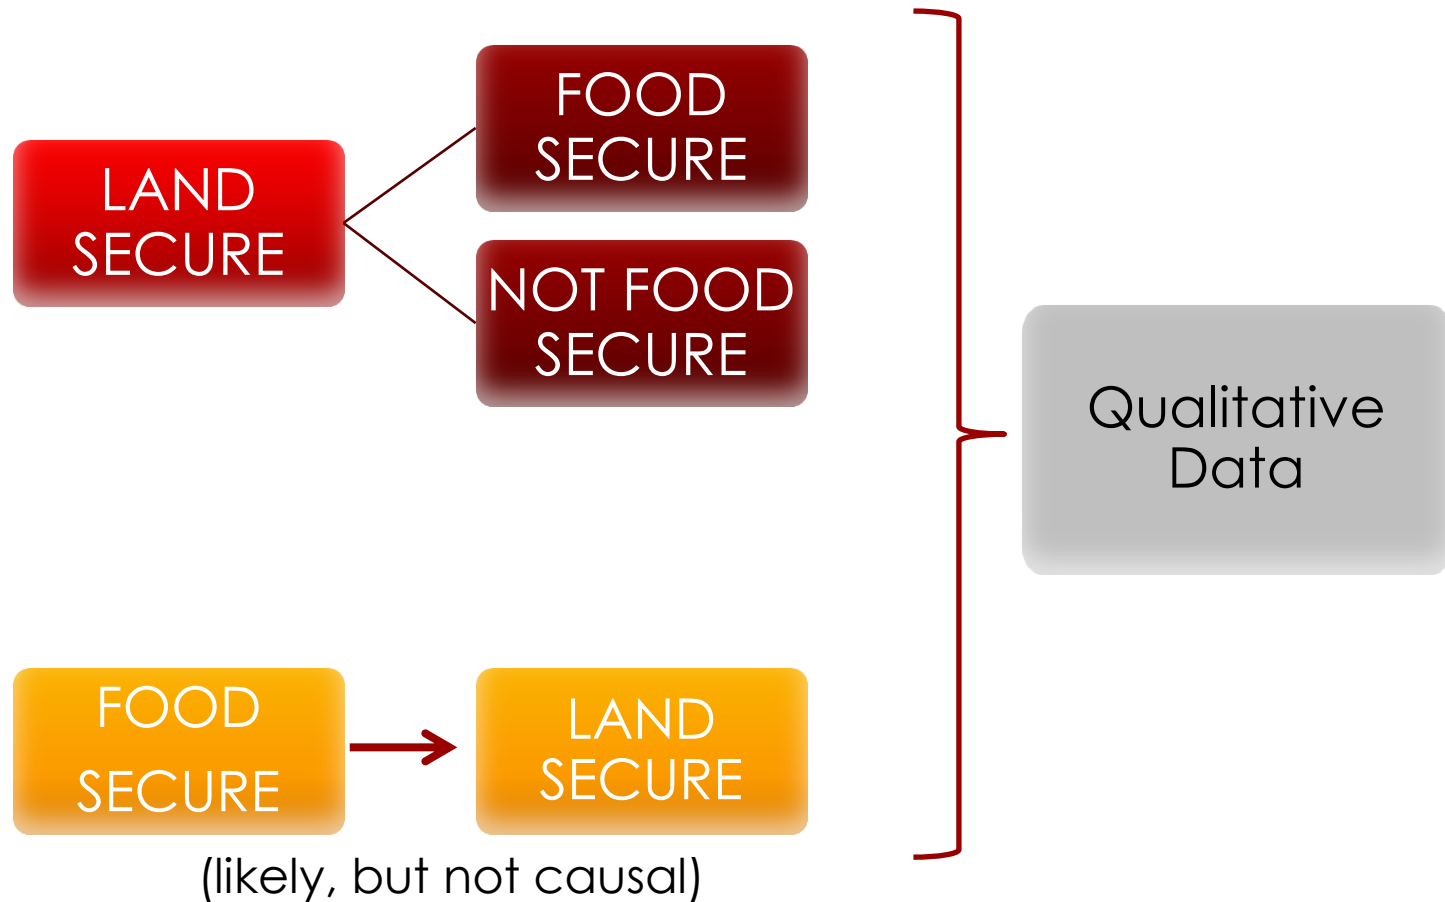 LAND
SECURE
FOOD
SECURE
NOT FOOD
SECURE
Qualitative
Data
FOOD
SECURE
LAND
SECURE
(likely, but not causal)